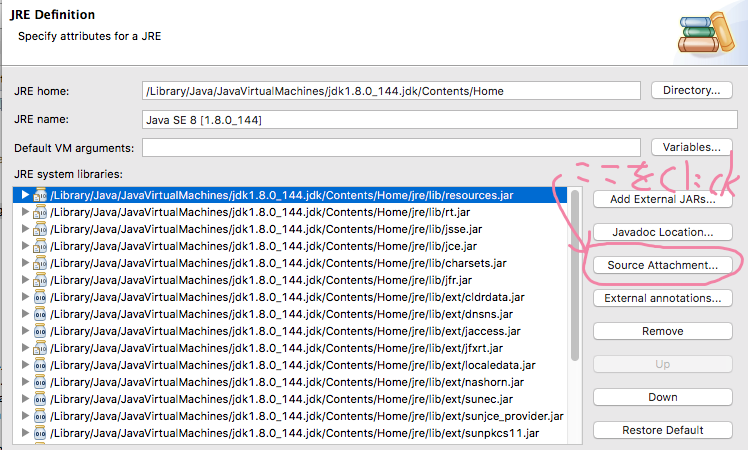 JRE Definition
Specify attributes for a JRE
JRE home:
/Library/Java/JavaVirtualMachines/jdk1.8.0_144.jdk/Contents/Home
Directory...
JRE name:
Java SE 8 [1.8.0_144]
Default VM arguments:
Variables...
JRE system libraries:
ここをClick
/Library/Java/JavaVirtualMachines/jdk1.8.0_144.jdk/Contents/Home/jre/lib/resources.jar
/Library/Java/JavaVirtualMachines/jdk1.8.0_144.jdk/Contents/Home/jre/lib/rt.jar
/Library/Java/JavaVirtualMachines/jdk1.8.0_144.jdk/Contents/Home/jre/lib/jsse.jar
/Library/Java/JavaVirtualMachines/jdk1.8.0_144.jdk/Contents/Home/jre/lib/jce.jar
/Library/Java/JavaVirtualMachines/jdk1.8.0_144.jdk/Contents/Home/jre/lib/charsets.jar
/Library/Java/JavaVirtualMachines/jdk1.8.0_144.jdk/Contents/Home/jre/lib/jfr.jar
/Library/Java/JavaVirtualMachines/jdk1.8.0_144.jdk/Contents/Home/jre/lib/ext/cldrdata.jar
/Library/Java/JavaVirtualMachines/jdk1.8.0_144.jdk/Contents/Home/jre/lib/ext/dnsns.jar
/Library/Java/JavaVirtualMachines/jdk1.8.0_144.jdk/Contents/Home/jre/lib/ext/jaccess.jar
/Library/Java/JavaVirtualMachines/jdk1.8.0_144.jdk/Contents/Home/jre/lib/ext/jfxrt.jar
/Library/Java/JavaVirtualMachines/jdk1.8.0_144.jdk/Contents/Home/jre/lib/ext/localedata.jar
/Library/Java/JavaVirtualMachines/jdk1.8.0_144.jdk/Contents/Home/jre/lib/ext/nashorn.jar
/Library/Java/JavaVirtualMachines/jdk1.8.0_144.jdk/Contents/Home/jre/lib/ext/sunec.jar
/Library/Java/JavaVirtualMachines/jdk1.8.0_144.jdk/Contents/Home/jre/lib/ext/sunjce_provider.jar
/Library/Java/JavaVirtualMachines/jdk1.8.0_144.jdk/Contents/Home/jre/lib/ext/sunpkcs11.jar
Add External JARs...
Javadoc Location...
Source Attachment...
External annotations...
Remove
Up
Down
Restore Default